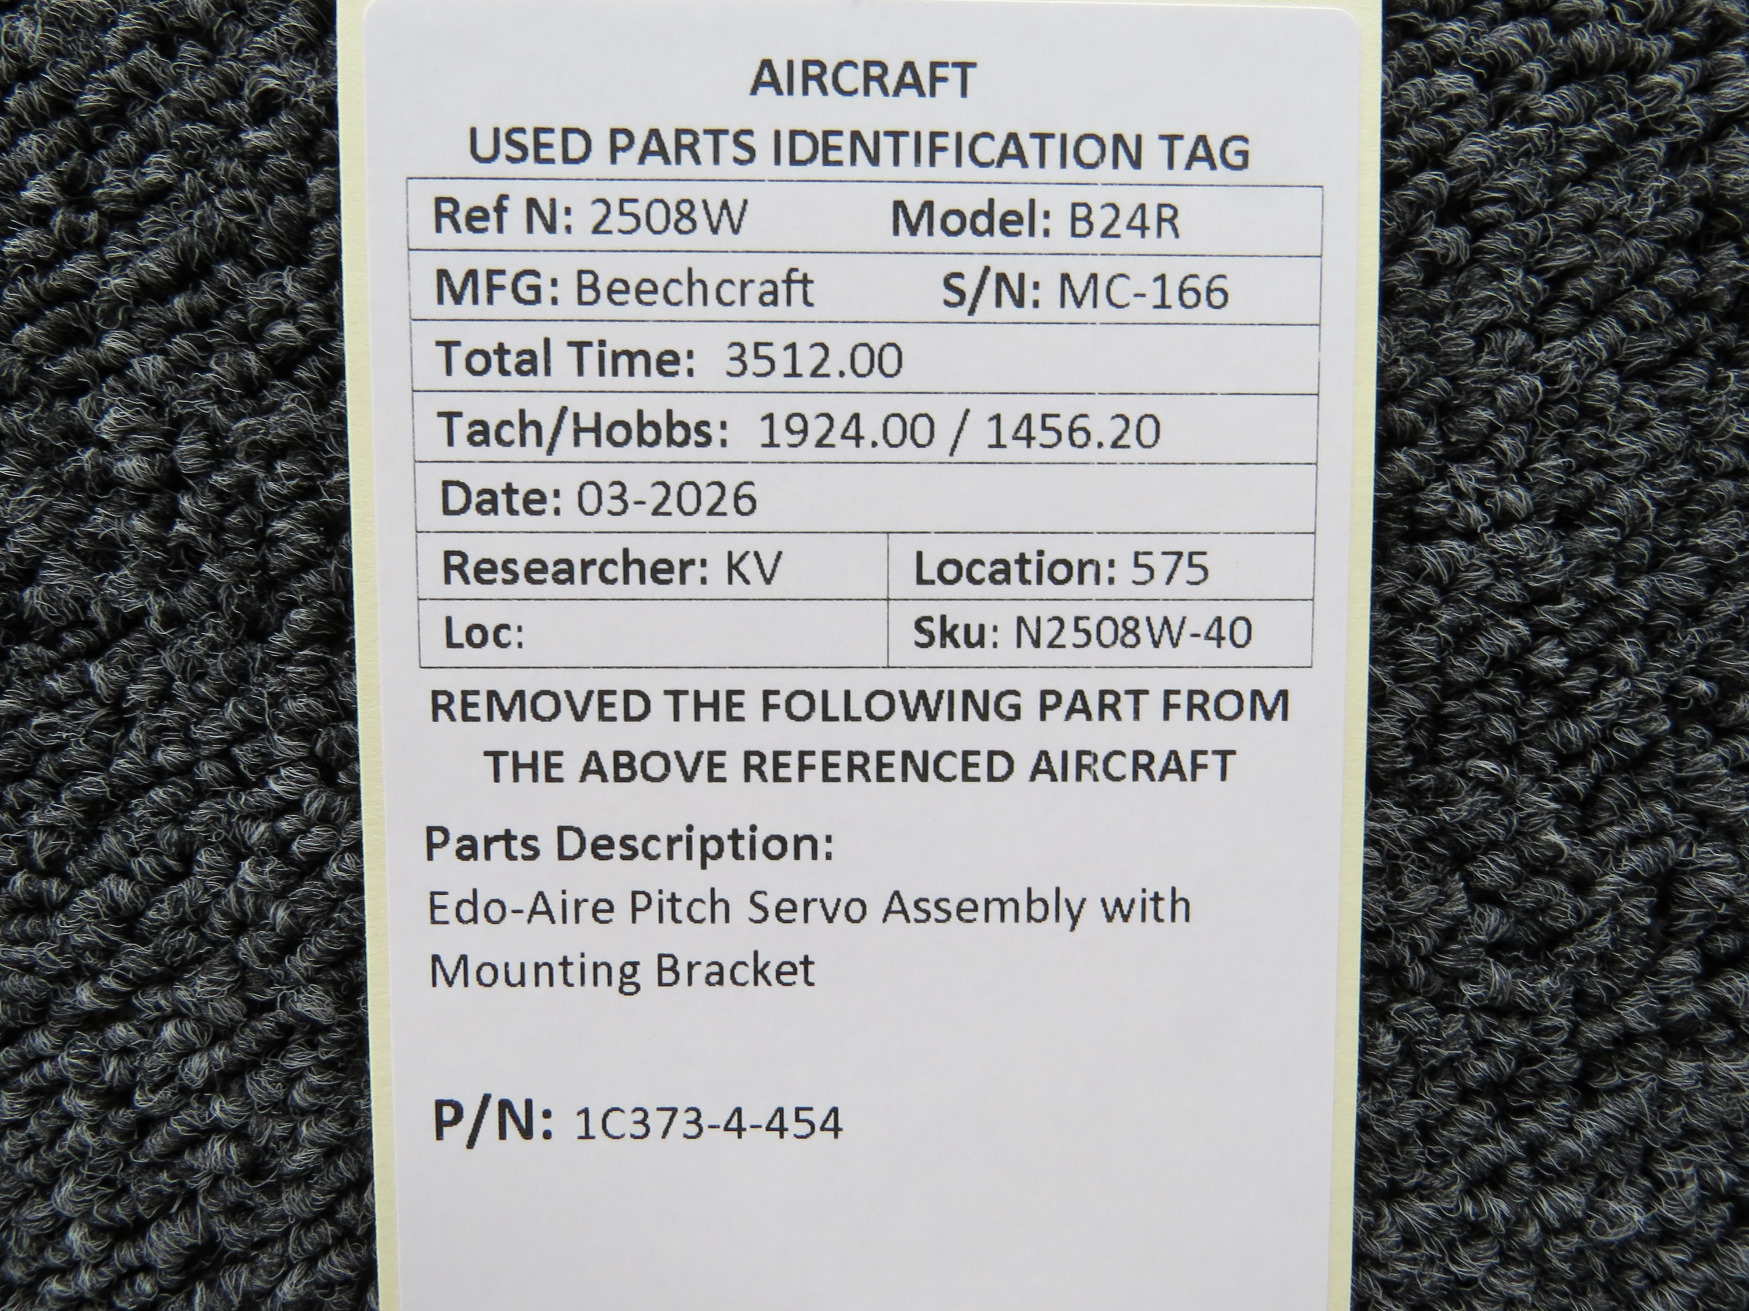 AIRCRAFT
USED PARTS IDENTIFICATION TAG
Ref N: 2508W Model: B24R
MFG: Beechcraft S/N: MC-166
Total Time: 3512.00
Tach/Hobbs: 1924.00 / 1456.20
Date: 03-2026
Researcher: KV Location: 575
Loc: Sku: N2508W-40
REMOVED THE FOLLOWING PART FROM
THE ABOVE REFERENCED AIRCRAFT
Parts Description:
Edo-Aire Pitch Servo Assembly with
Mounting Bracket
P/N: 1C373-4-454